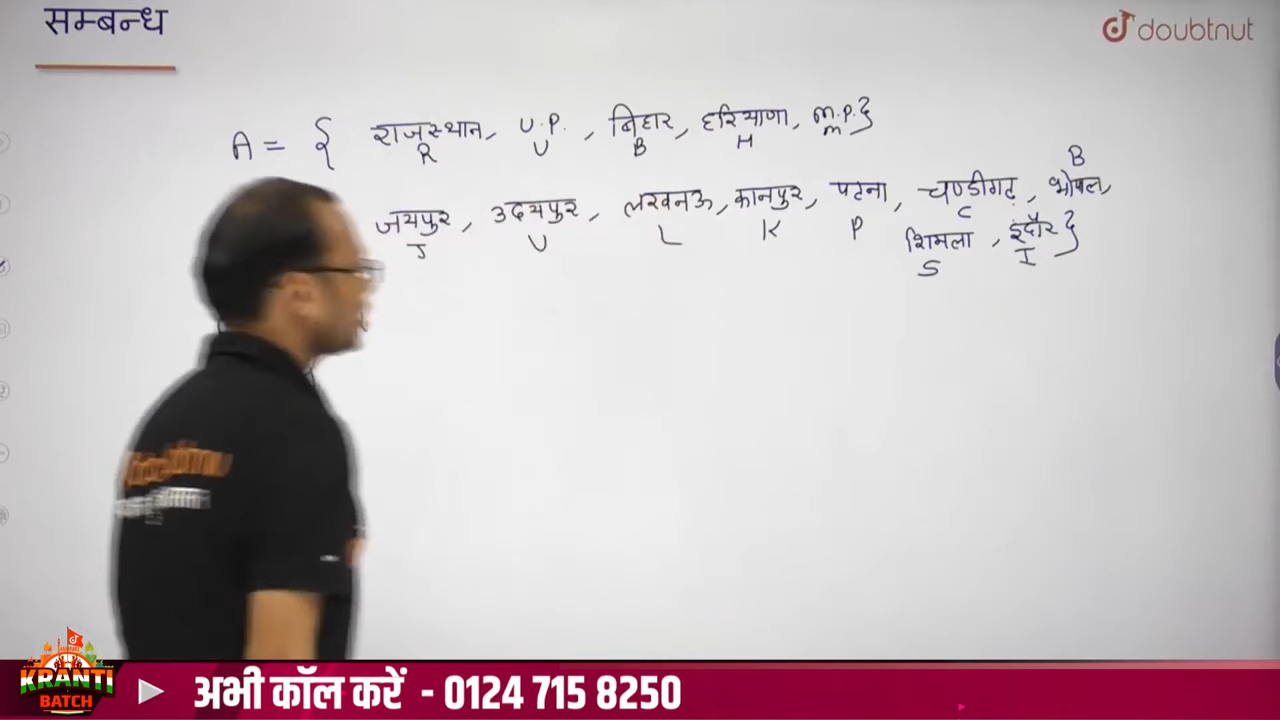 सम्बन्ध
doubtnut
A = { राजस्थान, U.P., बिहार, हरियाणा, M.P.}
R U B H m
B
जयपुर, उदयपुर, लखनऊ, कानपुर, पटना, चण्डीगढ़, भोपाल,
J U L K P C
शिमला, इंदौर }
S I
KRANTI
BATCH
अभी कॉल करें - 0124 715 8250